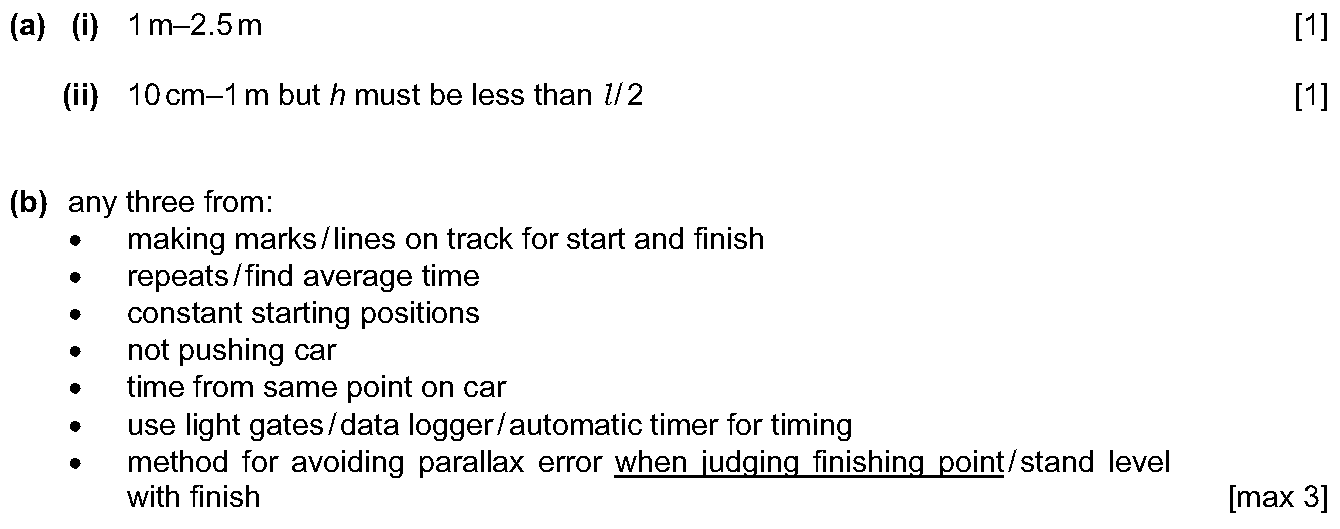 (a) (i) 1 m–2.5 m [1]
(ii) 10 cm–1 m but h must be less than l/2 [1]
(b) any three from:
• making marks/lines on track for start and finish
• repeats/find average time
• constant starting positions
• not pushing car
• time from same point on car
• use light gates/data logger/automatic timer for timing
• method for avoiding parallax error when judging finishing point/stand level
with finish [max 3]